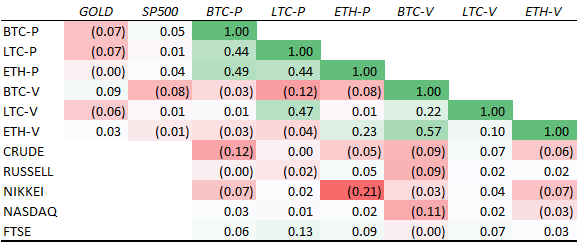 GOLD SP500 BTC-P LTC-P ETH-P BTC-V LTC-V ETH-V
BTC-P (0.07) 0.05 1.00
LTC-P (0.07) 0.01 0.44 1.00
ETH-P (0.00) 0.04 0.49 0.44 1.00
BTC-V 0.09 (0.08) (0.03) (0.12) (0.08) 1.00
LTC-V (0.06) 0.01 0.01 0.47 0.01 0.22 1.00
ETH-V 0.03 (0.01) (0.03) (0.04) 0.23 0.57 0.10 1.00
CRUDE (0.12) 0.00 (0.05) (0.09) 0.07 (0.06)
RUSSELL (0.00) (0.02) 0.05 (0.09) 0.02 0.02
NIKKEI (0.07) 0.02 (0.21) (0.03) 0.04 (0.07)
NASDAQ 0.03 0.01 0.02 (0.11) 0.02 (0.03)
FTSE 0.06 0.13 0.09 (0.00) 0.07 0.03